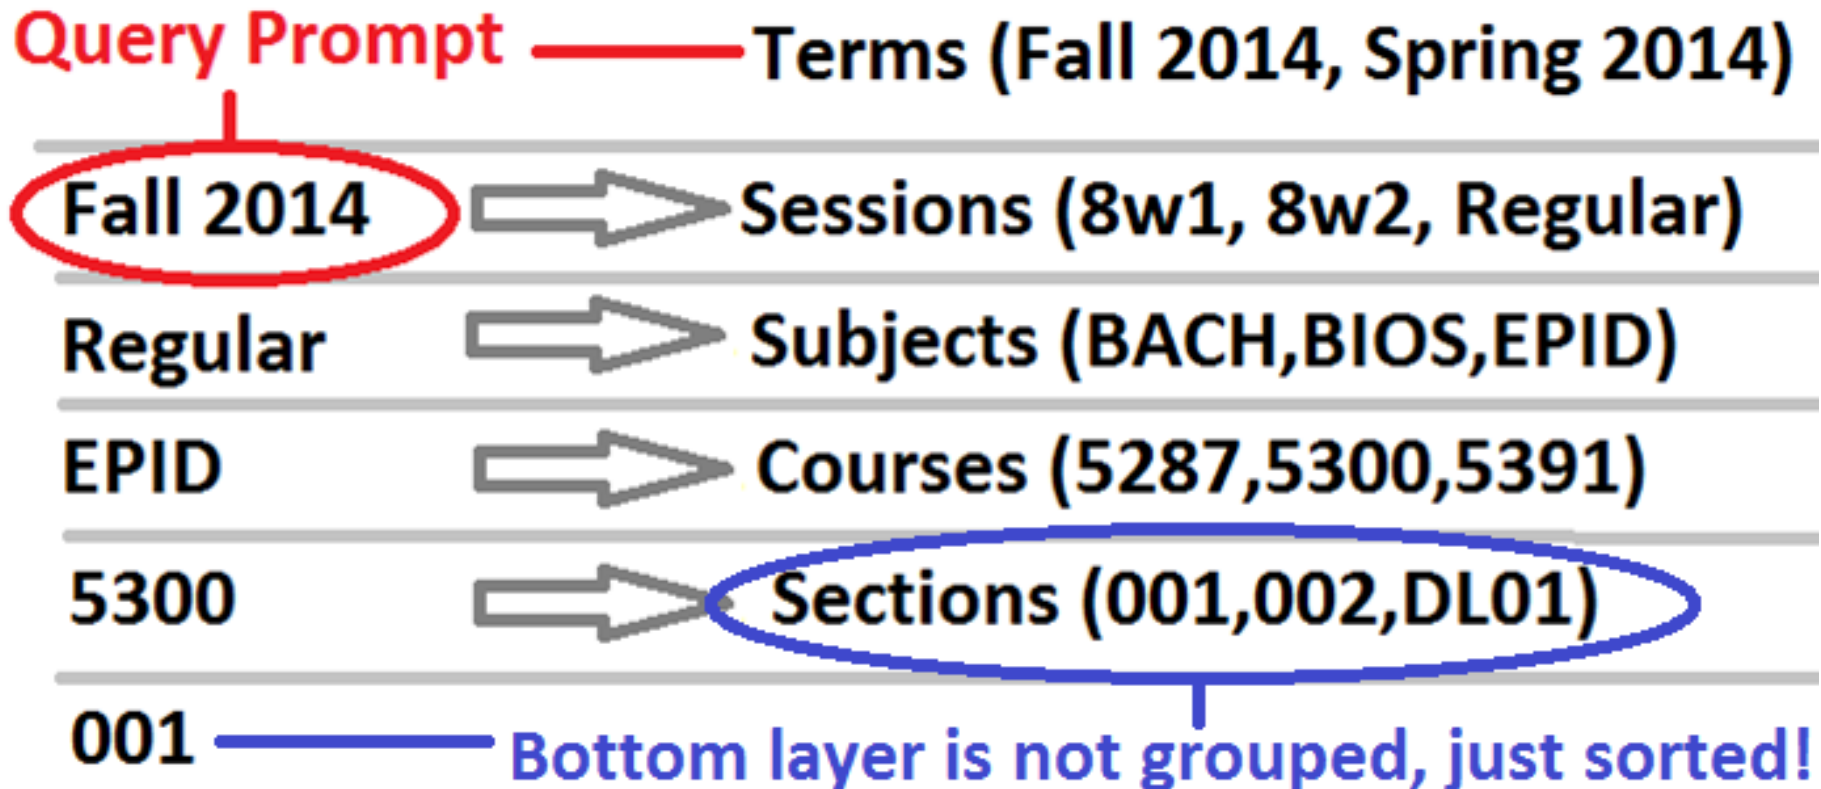 Query Prompt Terms (Fall 2014, Spring 2014)
Fall 2014 Sessions (8w1, 8w2, Regular)
Regular Subjects (BACH,BIOS,EPID)
EPID Courses (5287,5300,5391)
5300 Sections (001,002,DL01)
001 Bottom layer is not grouped, just sorted!